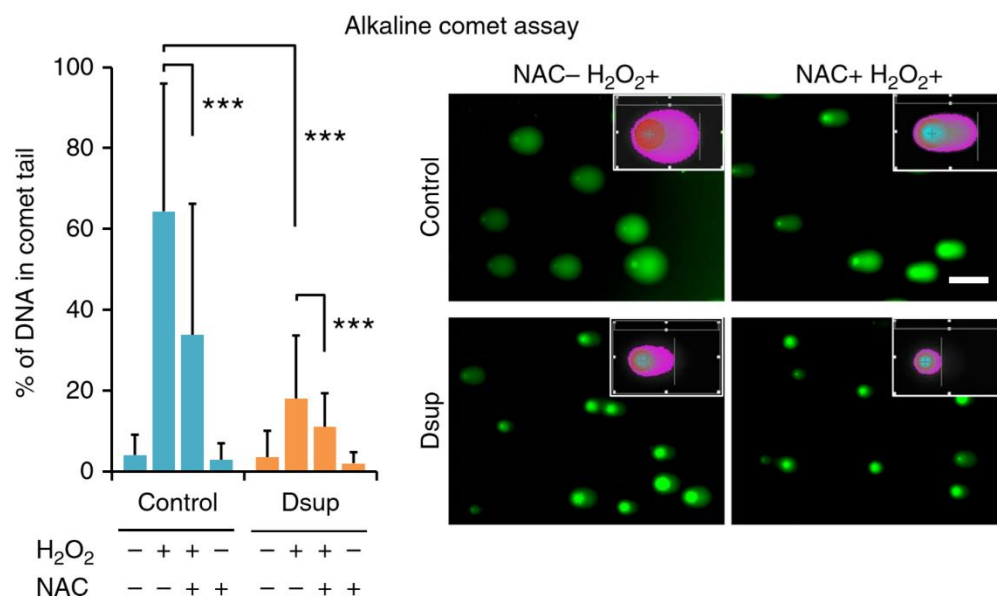 Alkaline comet assay
% of DNA in comet tail
100
80
60
40
20
0
***
***
***
Control
Dsup
H₂O₂ − + + − − + + −
NAC − − + + − − + +
NAC− H₂O₂+
NAC+ H₂O₂+
Control
Dsup